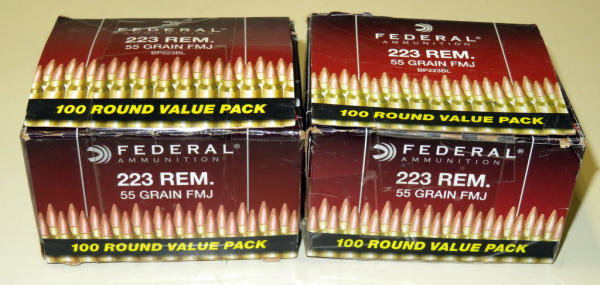 FEDERAL
AMMUNITION
223 REM.
55 GRAIN FMJ
BP223BL
100 ROUND VALUE PACK
FEDERAL®
AMMUNITION
223 REM.
55 GRAIN FMJ
100 ROUND VALUE PACK
FEDERAL
AMMUNITION
223 REM.
55 GRAIN FMJ
BP223BL
100 ROUND VALUE PACK
FEDERAL®
AMMUNITION
223 REM.
55 GRAIN FMJ
100 ROUND VALUE PACK